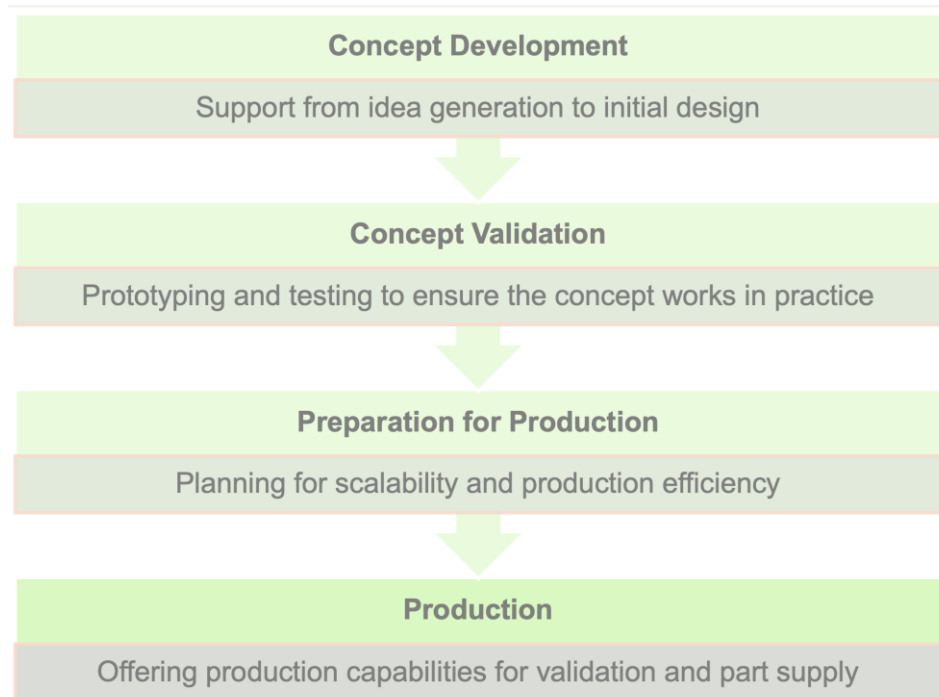 Concept Development
Support from idea generation to initial design
Concept Validation
Prototyping and testing to ensure the concept works in practice
Preparation for Production
Planning for scalability and production efficiency
Production
Offering production capabilities for validation and part supply